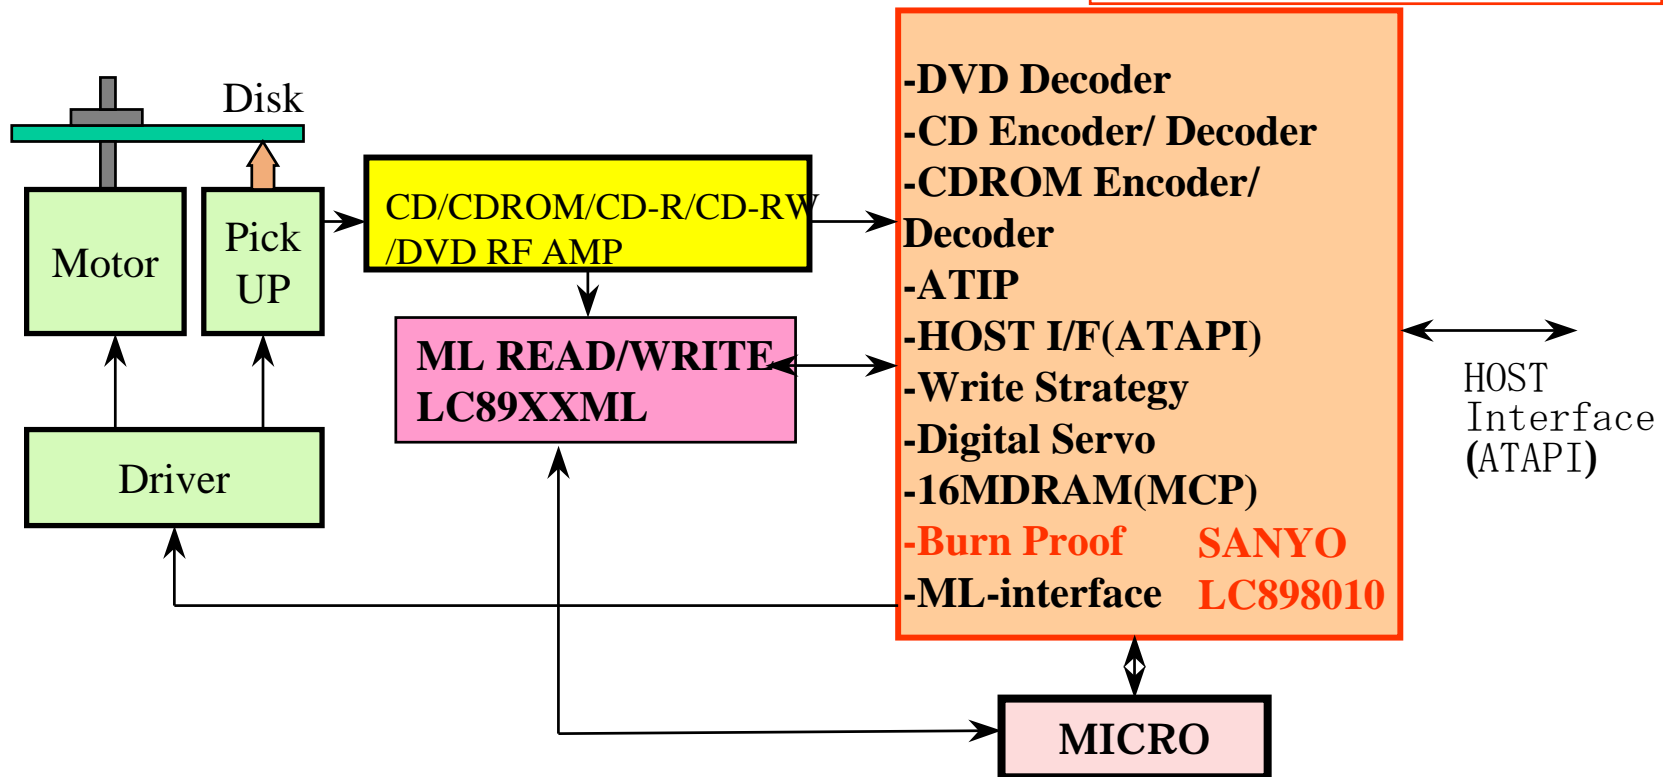 Disk
Motor
Pick
UP
Driver
CD/CDROM/CD-R/CD-RW
/DVD RF AMP
ML READ/WRITE
LC89XXML
-DVD Decoder
-CD Encoder/ Decoder
-CDROM Encoder/
Decoder
-ATIP
-HOST I/F(ATAPI)
-Write Strategy
-Digital Servo
-16MDRAM(MCP)
-Burn Proof SANYO
-ML-interface LC898010
HOST
Interface
(ATAPI)
MICRO